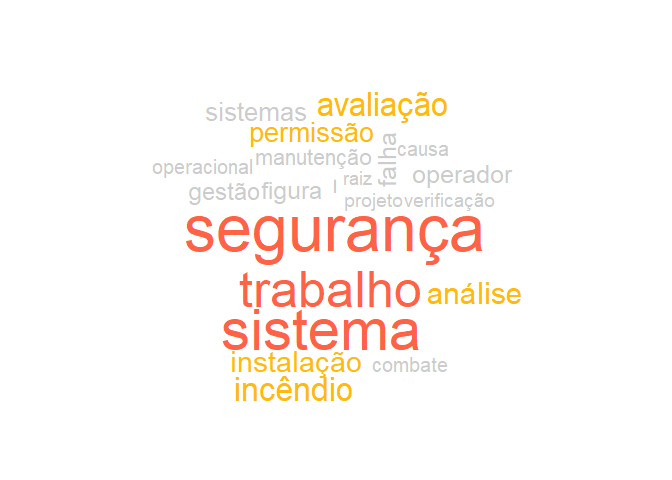 sistemas avaliação
permissão
falha
causa
operacional manutenção
raiz
operador
gestão figura l
projeto verificação
segurança
trabalho análise
sistema
instalação combate
incêndio